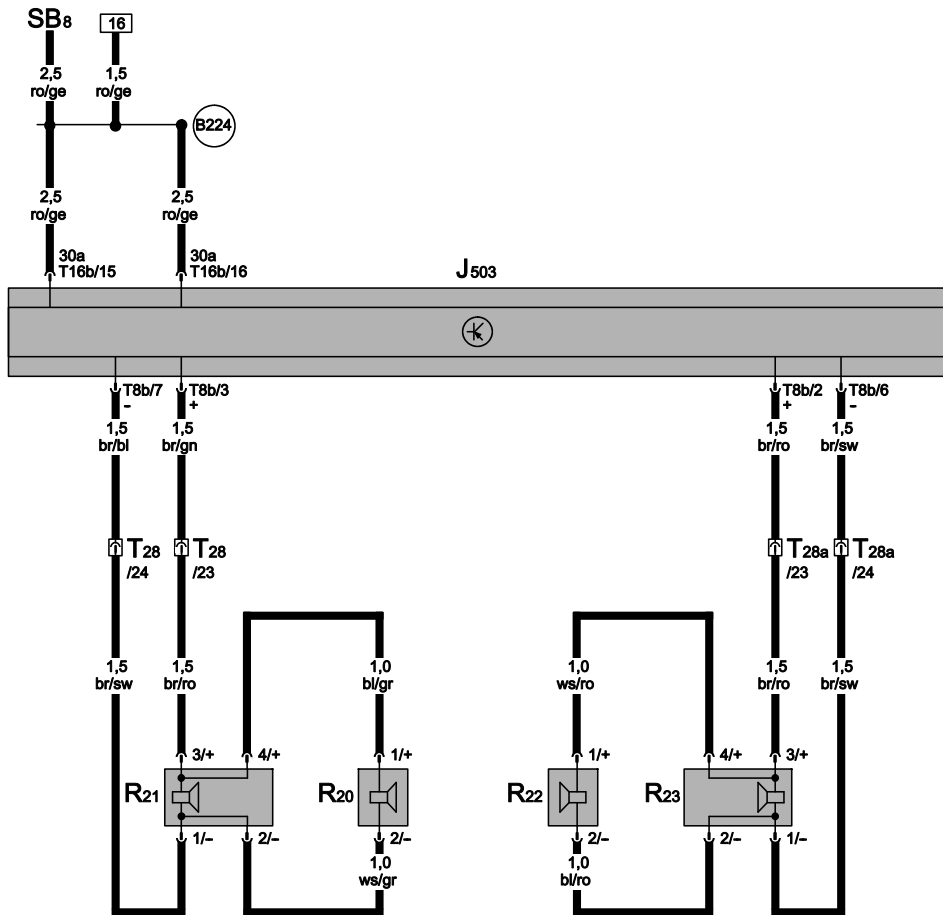 SB8
16
2,5
ro/ge
1,5
ro/ge
B224
2,5
ro/ge
2,5
ro/ge
30a
T16b/15
30a
T16b/16
J503
T8b/7
-
T8b/3
+
T8b/2
+
T8b/6
-
1,5
br/bl
1,5
br/gn
1,5
br/ro
1,5
br/sw
T28
/24
T28
/23
T28a
/23
T28a
/24
1,5
br/sw
1,5
br/ro
1,0
bl/gr
1,0
ws/ro
1,5
br/ro
1,5
br/sw
3/+
4/+
1/+
1/+
4/+
3/+
R21
R20
R22
R23
1/–
2/–
2/–
2/–
2/–
1/–
1,0
ws/gr
1,0
bl/ro